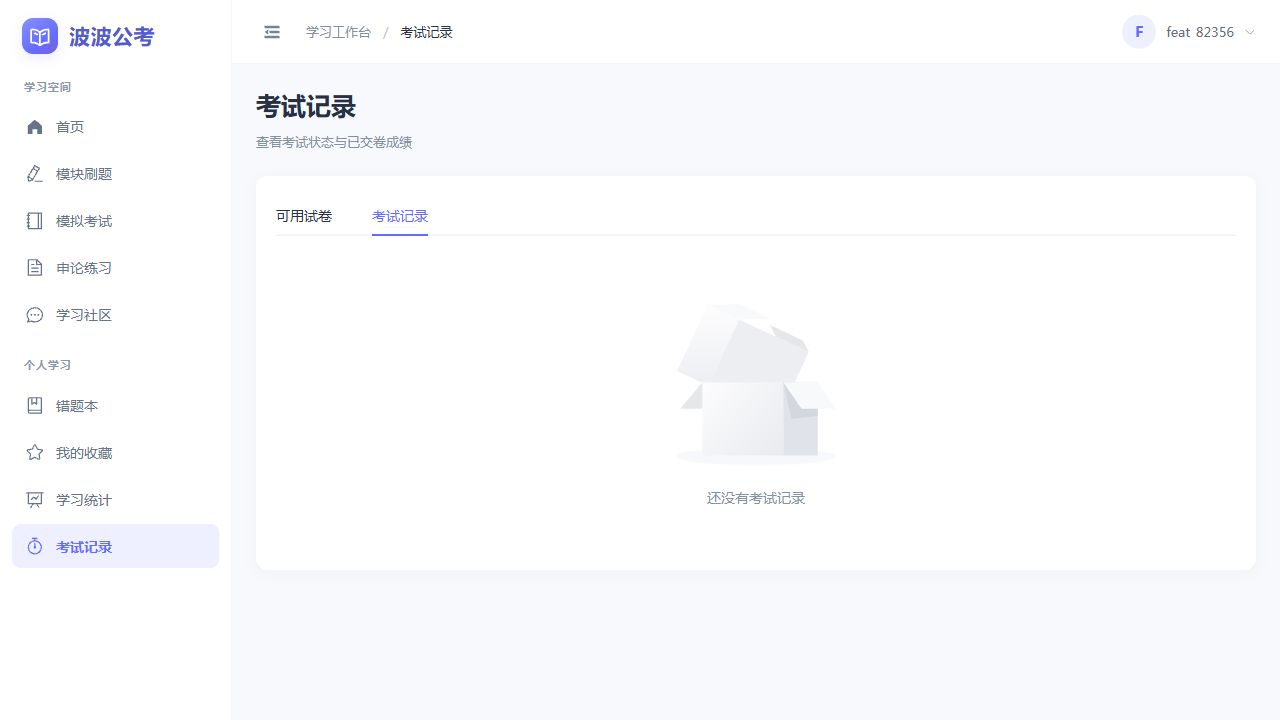 波波公考
学习空间
首页
模块刷题
模拟考试
申论练习
学习社区
个人学习
错题本
我的收藏
学习统计
考试记录
学习工作台 / 考试记录
F feat 82356
考试记录
查看考试状态与已交卷成绩
可用试卷 考试记录
还没有考试记录